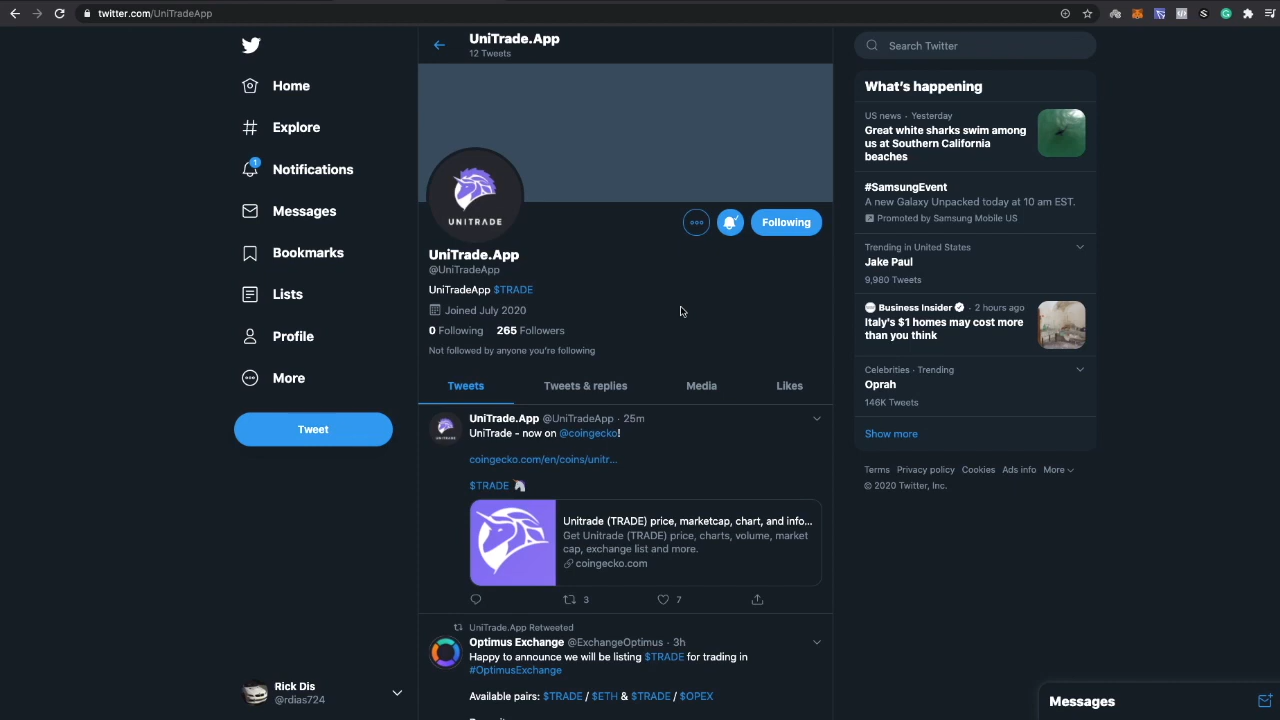 twitter.com/UniTradeApp
Home
Explore
1
Notifications
Messages
Bookmarks
Lists
Profile
More
Tweet
Rick Dis
@rdias724
UniTrade.App
12 Tweets
UNITRADE
Following
UniTrade.App
@UniTradeApp
UniTradeApp $TRADE
Joined July 2020
0 Following 265 Followers
Not followed by anyone you're following
Tweets Tweets & replies Media Likes
UniTrade.App @UniTradeApp · 25m
UniTrade - now on @coingecko!
coingecko.com/en/coins/unitr...
$TRADE
Unitrade (TRADE) price, marketcap, chart, and info...
Get Unitrade (TRADE) price, charts, volume, market
cap, exchange list and more.
coingecko.com
3 7
UniTrade.App Retweeted
Optimus Exchange @ExchangeOptimus · 3h
Happy to announce we will be listing $TRADE for trading in
#OptimusExchange
Available pairs: $TRADE / $ETH & $TRADE / $OPEX
Search Twitter
What's happening
US news · Yesterday
Great white sharks swim among
us at Southern California
beaches
#SamsungEvent
A new Galaxy Unpacked today at 10 am EST.
Promoted by Samsung Mobile US
Trending in United States
Jake Paul
9,980 Tweets
Business Insider · 2 hours ago
Italy's $1 homes may cost more
than you think
Celebrities · Trending
Oprah
146K Tweets
Show more
Terms Privacy policy Cookies Ads info More
© 2020 Twitter, Inc.
Messages